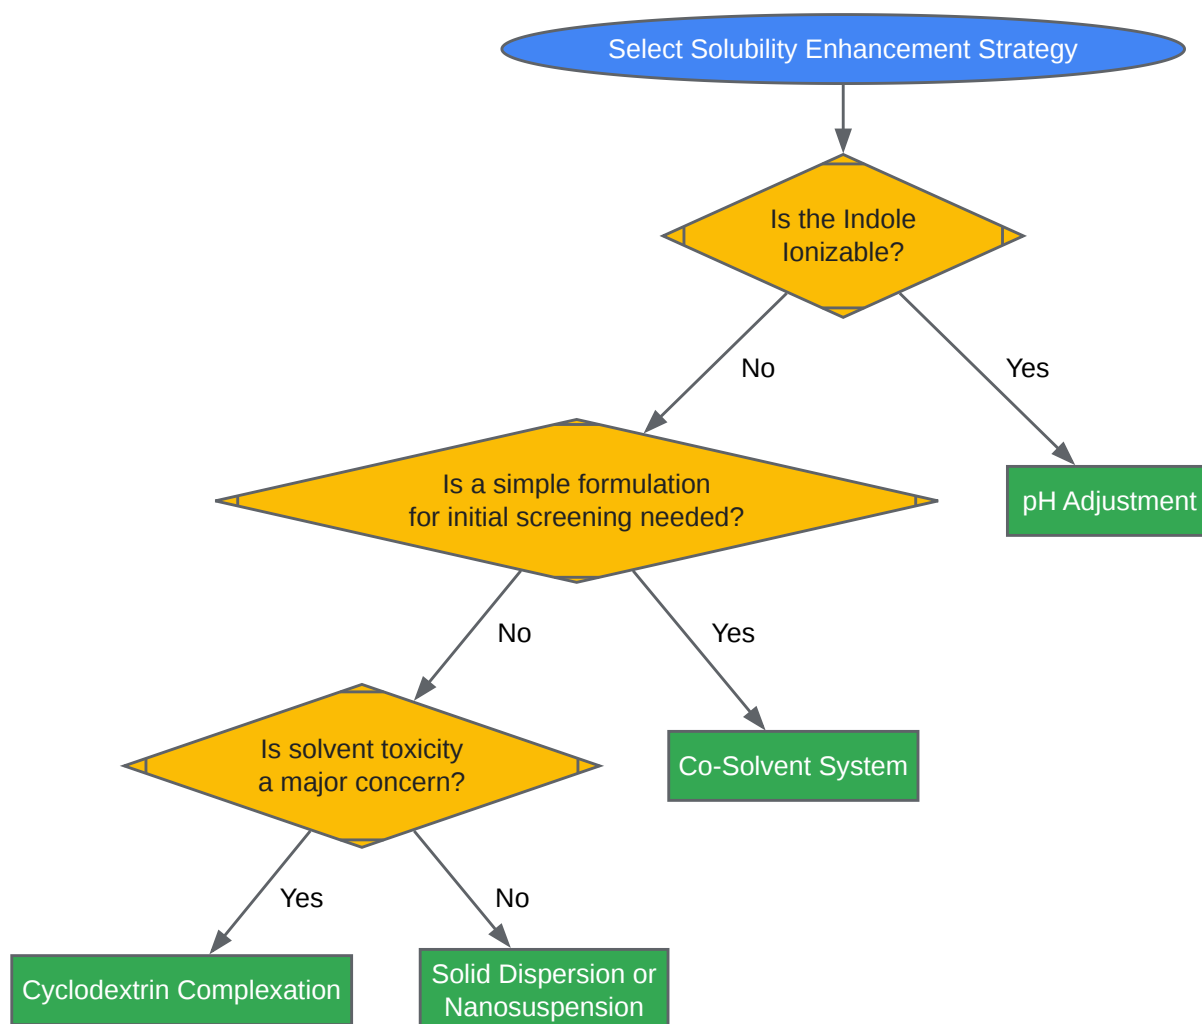 Select Solubility Enhancement Strategy
Is the Indole
Ionizable?
No
Yes
Is a simple formulation
for initial screening needed?
pH Adjustment
No
Yes
Is solvent toxicity
a major concern?
Co-Solvent System
Yes
No
Cyclodextrin Complexation
Solid Dispersion or
Nanosuspension